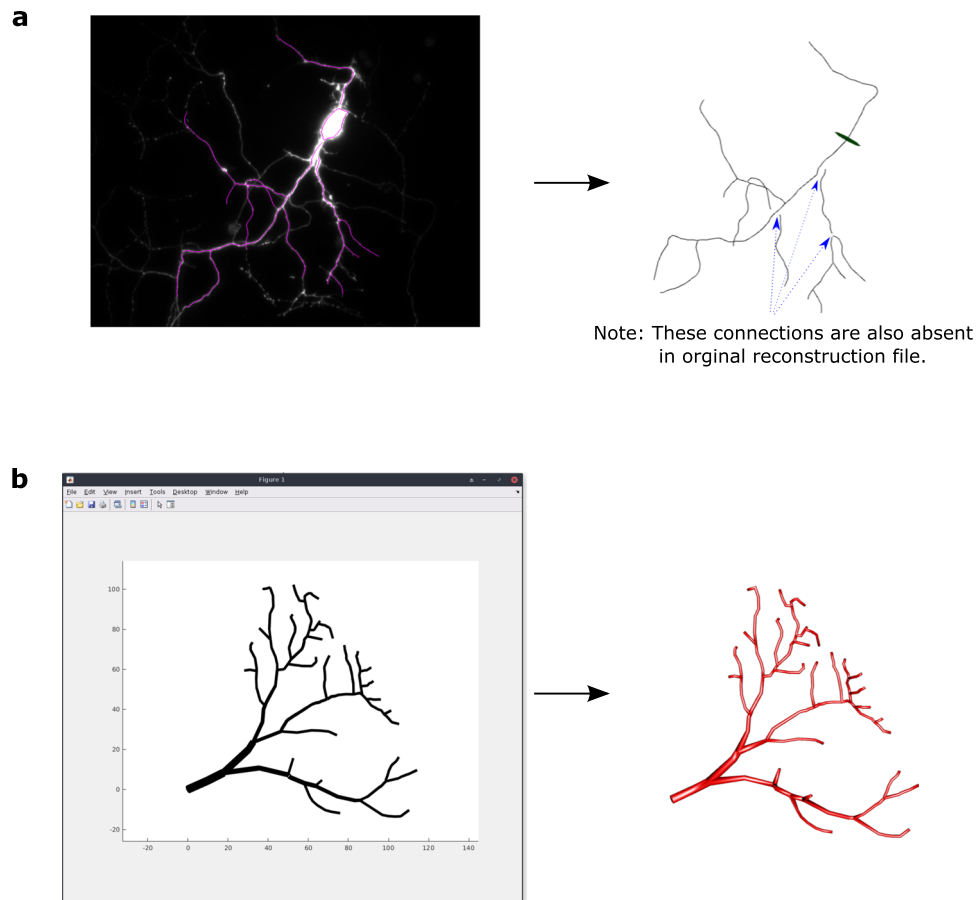 a
Note: These connections are also absent
in orginal reconstruction file.
b
Figure 1
File Edit View Insert Tools Desktop Window Help
100
80
60
40
20
0
-20
-20 0 20 40 60 80 100 120 140